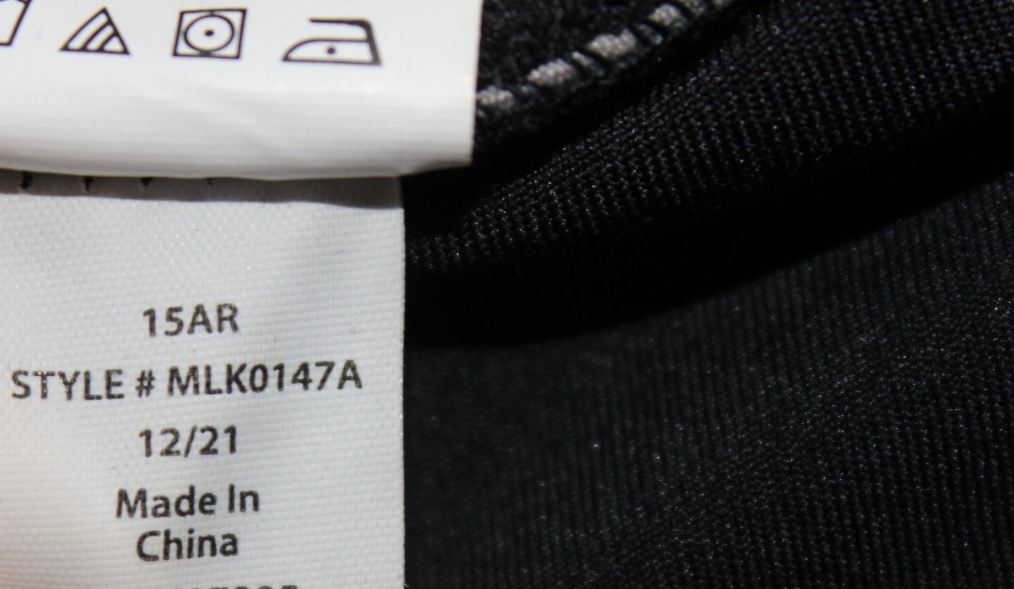 15AR
STYLE # MLK0147A
12/21
Made In
China